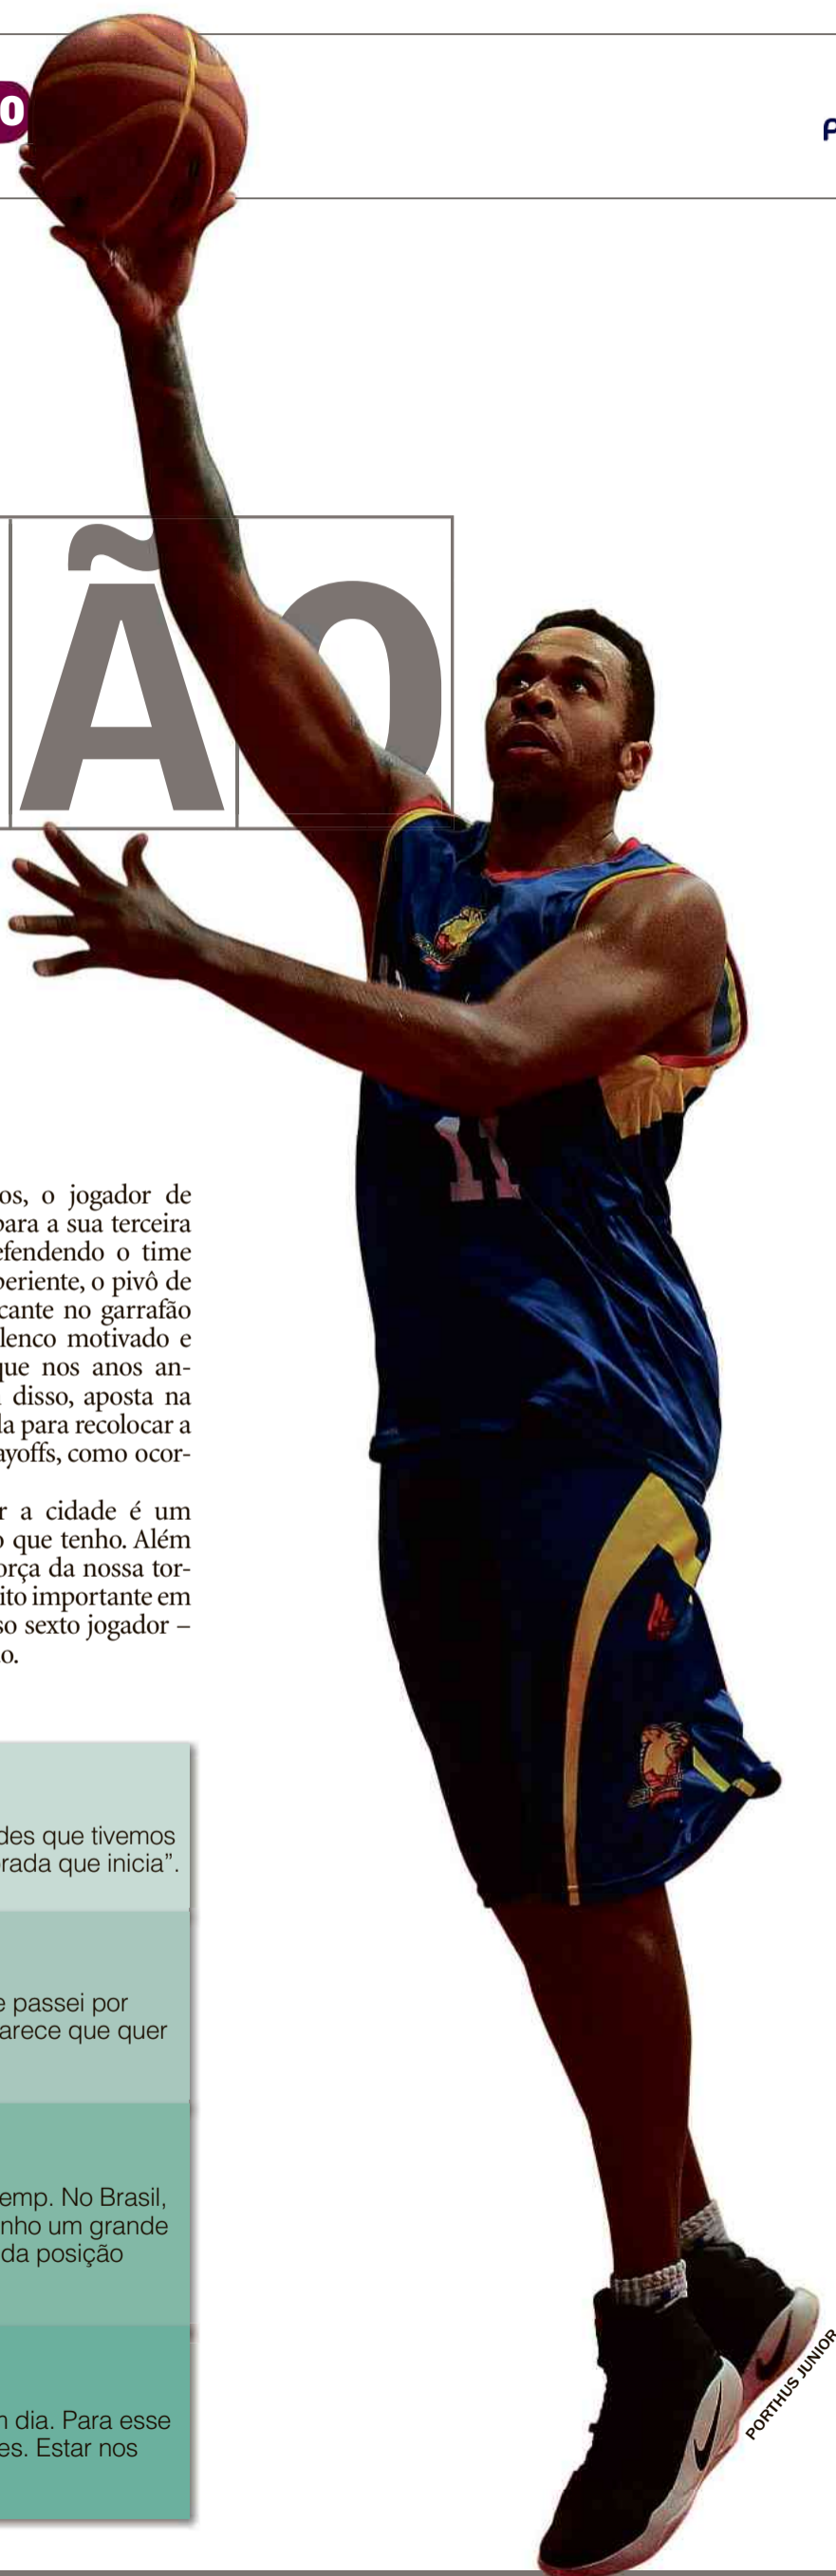 0
P
ÃO
11
os, o jogador de
para a sua terceira
efendendo o time
periente, o pivô de
cante no garrafão
lenco motivado e
que nos anos an-
disso, aposta na
da para recolocar a
ayoffs, como ocor-
r a cidade é um
o que tenho. Além
orça da nossa tor-
ito importante em
so sexto jogador –
o.
des que tivemos
rada que inicia”.
e passei por
arece que quer
emp. No Brasil,
nho um grande
da posição
n dia. Para esse
es. Estar nos
PORTHUS JUNIOR